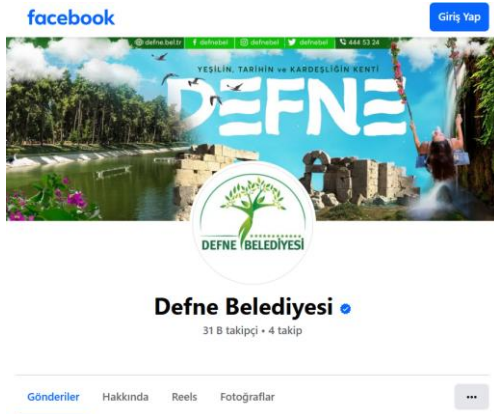 facebook
Giriş Yap
defne.bel.tr defnebel defnebel defnebel 444 53 24
YEŞİLİN, TARİHİN ve KARDEŞLİĞİN KENTİ
DEFNE
DEFNE BELEDİYESİ
Defne Belediyesi
31 B takipçi • 4 takip
Gönderiler Hakkında Reels Fotoğraflar ...